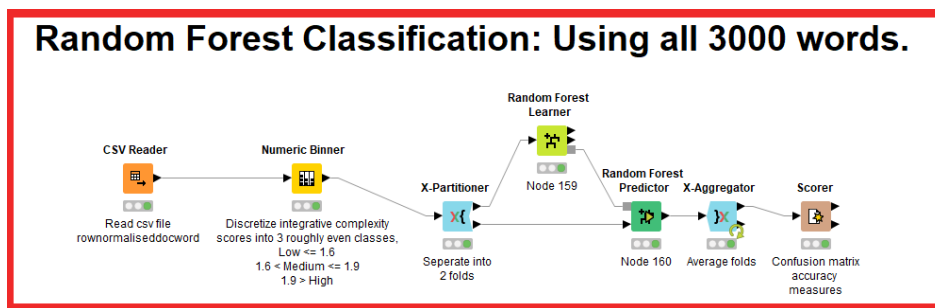 Random Forest Classification: Using all 3000 words.
Random Forest
Learner
Node 159
CSV Reader
Read csv file
rownormaliseddocword
Numeric Binner
Discretize integrative complexity
scores into 3 roughly even classes,
Low <= 1.6
1.6 < Medium <= 1.9
1.9 > High
X-Partitioner
X{
Seperate into
2 folds
Random Forest
Predictor
Node 160
X-Aggregator
}X
Average folds
Scorer
Confusion matrix
accuracy
measures